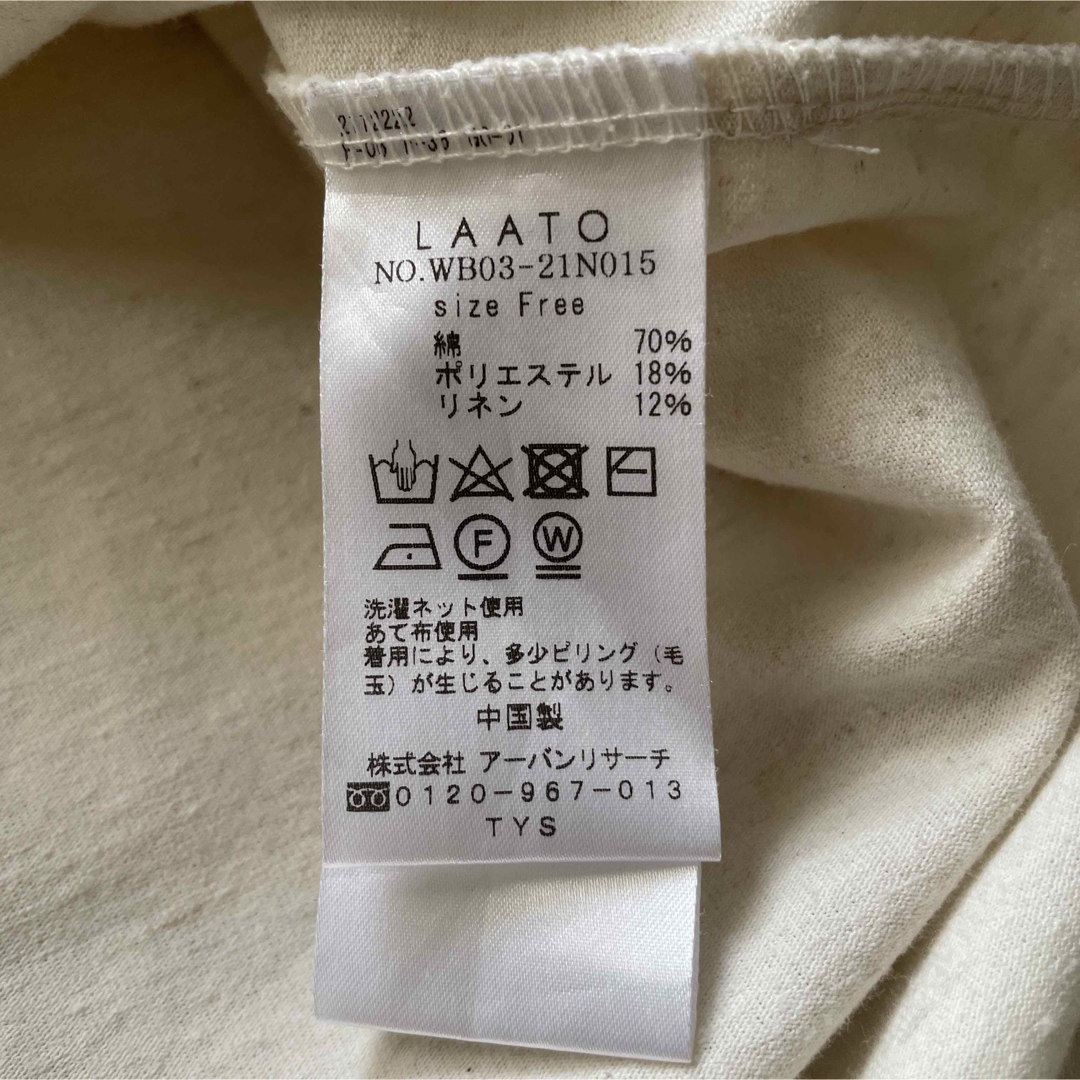 LAATO
NO.WB03-21N015
size Free
綿 70%
ポリエステル 18%
リネン 12%
F W
洗濯ネット使用
あて布使用
着用により、多少ピリング（毛
玉）が生じることがあります。
中国製
株式会社 アーバンリサーチ
0120-967-013
TYS